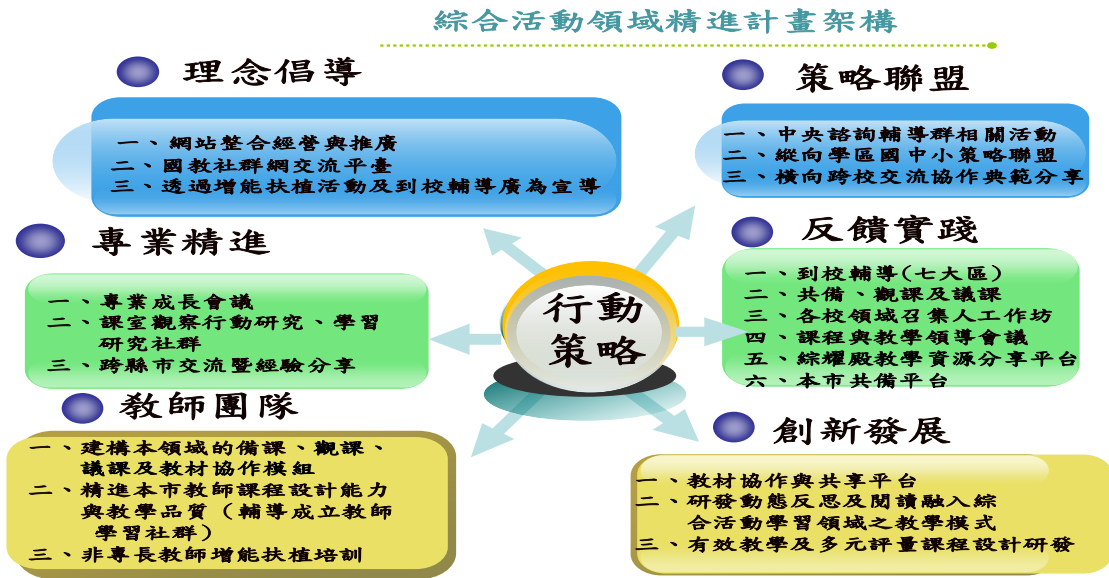 綜合活動領域精進計畫架構
理念倡導
一、網站整合經營與推廣
二、國教社群網交流平臺
三、透過增能扶植活動及到校輔導廣為宣導
策略聯盟
一、中央諮詢輔導群相關活動
二、縱向學區國中小策略聯盟
三、橫向跨校交流協作典範分享
專業精進
一、專業成長會議
二、課室觀察行動研究、學習
研究社群
三、跨縣市交流暨經驗分享
行動
策略
反饋實踐
一、到校輔導(七大區)
二、共備、觀課及議課
三、各校領域召集人工作坊
四、課程與教學領導會議
五、綜耀殿教學資源分享平台
六、本市共備平台
教師團隊
一、建構本領域的備課、觀課、
議課及教材協作模組
二、精進本市教師課程設計能力
與教學品質（輔導成立教師
學習社群）
三、非專長教師增能扶植培訓
創新發展
一、教材協作與共享平台
二、研發動態反思及閱讀融入綜
合活動學習領域之教學模式
三、有效教學及多元評量課程設計研發